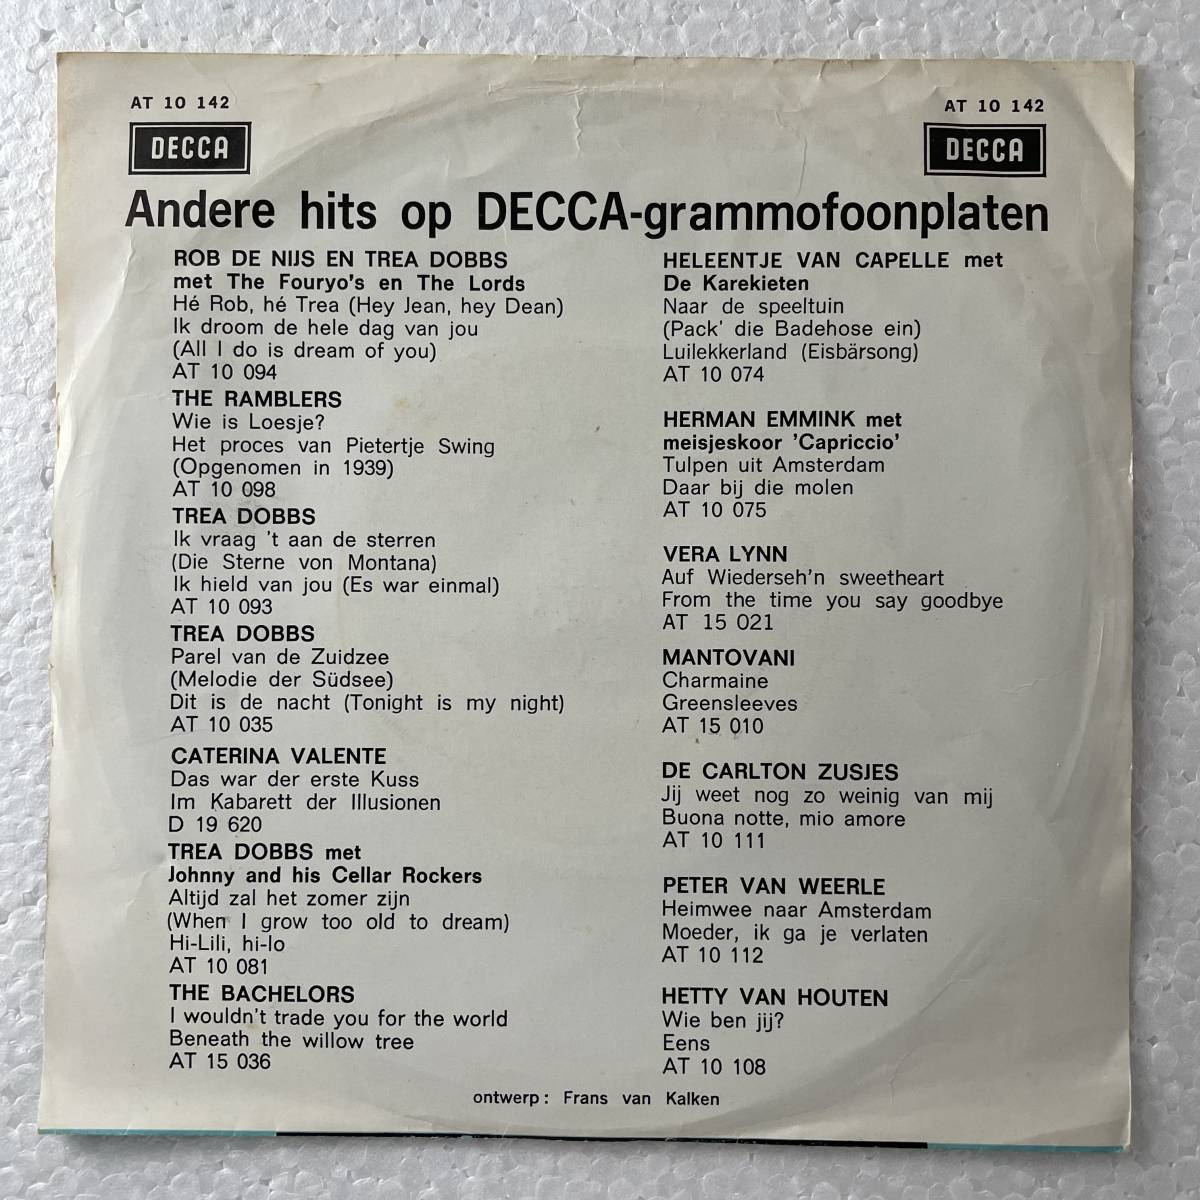 AT 10 142
AT 10 142
DECCA
DECCA
Andere hits op DECCA-grammofoonplaten
ROB DE NIJS EN TREA DOBBS
met The Fouryo's en The Lords
Hé Rob, hé Trea (Hey Jean, hey Dean)
Ik droom de hele dag van jou
(All I do is dream of you)
AT 10 094
THE RAMBLERS
Wie is Loesje?
Het proces van Pietertje Swing
(Opgenomen in 1939)
AT 10 098
TREA DOBBS
Ik vraag 't aan de sterren
(Die Sterne von Montana)
Ik hield van jou (Es war einmal)
AT 10 093
TREA DOBBS
Parel van de Zuidzee
(Melodie der Südsee)
Dit is de nacht (Tonight is my night)
AT 10 035
CATERINA VALENTE
Das war der erste Kuss
Im Kabarett der Illusionen
D 19 620
TREA DOBBS met
Johnny and his Cellar Rockers
Altijd zal het zomer zijn
(When I grow too old to dream)
Hi-Lili, hi-lo
AT 10 081
THE BACHELORS
I wouldn't trade you for the world
Beneath the willow tree
AT 15 036
HELEENTJE VAN CAPELLE met
De Karekieten
Naar de speeltuin
(Pack' die Badehose ein)
Luilekkerland (Eisbärsong)
AT 10 074
HERMAN EMMINK met
meisjeskoor 'Capriccio'
Tulpen uit Amsterdam
Daar bij die molen
AT 10 075
VERA LYNN
Auf Wiederseh'n sweetheart
From the time you say goodbye
AT 15 021
MANTOVANI
Charmaine
Greensleeves
AT 15 010
DE CARLTON ZUSJES
Jij weet nog zo weinig van mij
Buona notte, mio amore
AT 10 111
PETER VAN WEERLE
Heimwee naar Amsterdam
Moeder, ik ga je verlaten
AT 10 112
HETTY VAN HOUTEN
Wie ben jij?
Eens
AT 10 108
ontwerp: Frans van Kalken